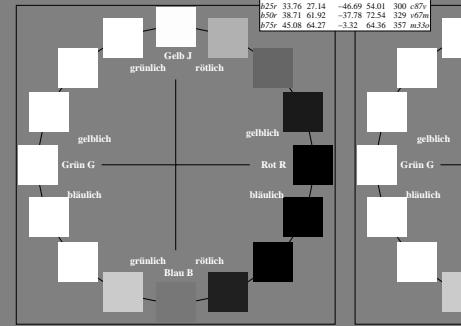 b25r 33.76 27.14 −46.69 54.01 300 c87v
b50r 38.71 61.92 −37.78 72.54 329 v67m
b75r 45.08 64.27 −3.32 64.36 357 m33o
Gelb J
grünlich rötlich
gelblich gelblich
Grün G Rot R Grün G
bläulich bläulich bläulich
grünlich rötlich
Blau B